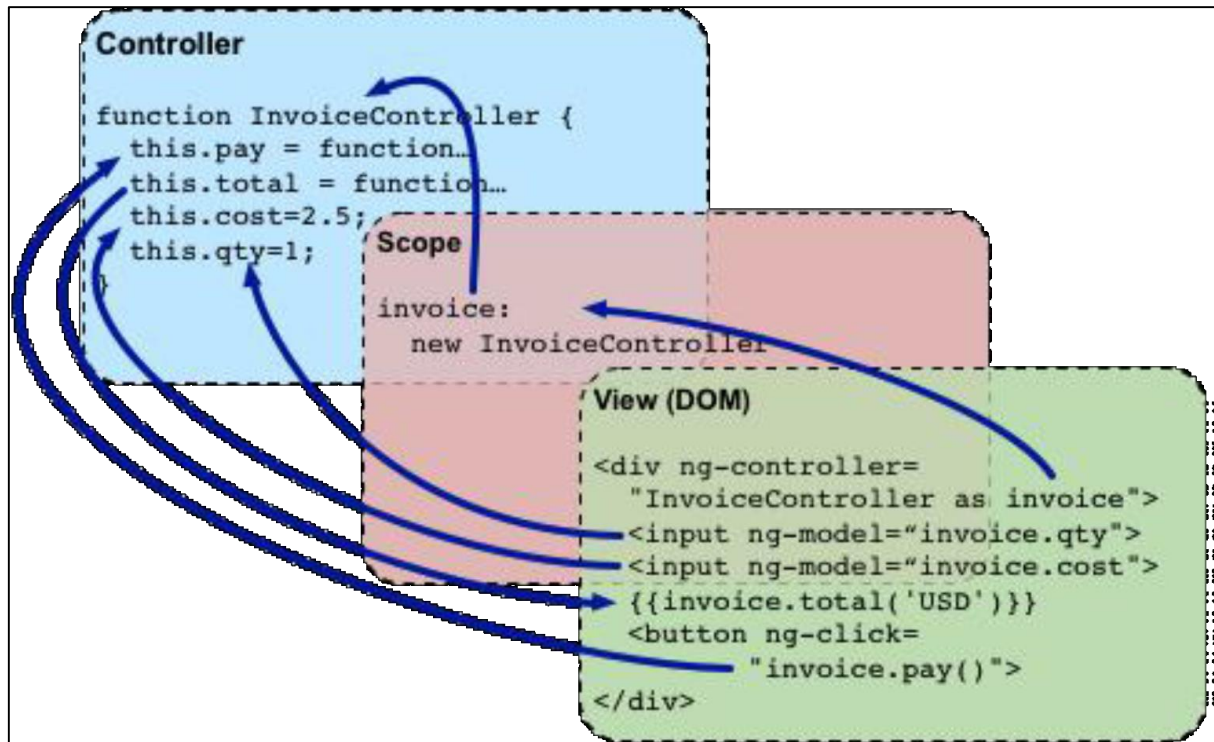 Controller
function InvoiceController {
this.pay = function…
this.total = function…
this.cost=2.5;
this.qty=1;
}
Scope
invoice:
new InvoiceController
View (DOM)
<div ng-controller=
"InvoiceController as invoice">
<input ng-model=“invoice.qty">
<input ng-model=“invoice.cost">
{{invoice.total('USD')}}
<button ng-click=
"invoice.pay()">
</div>